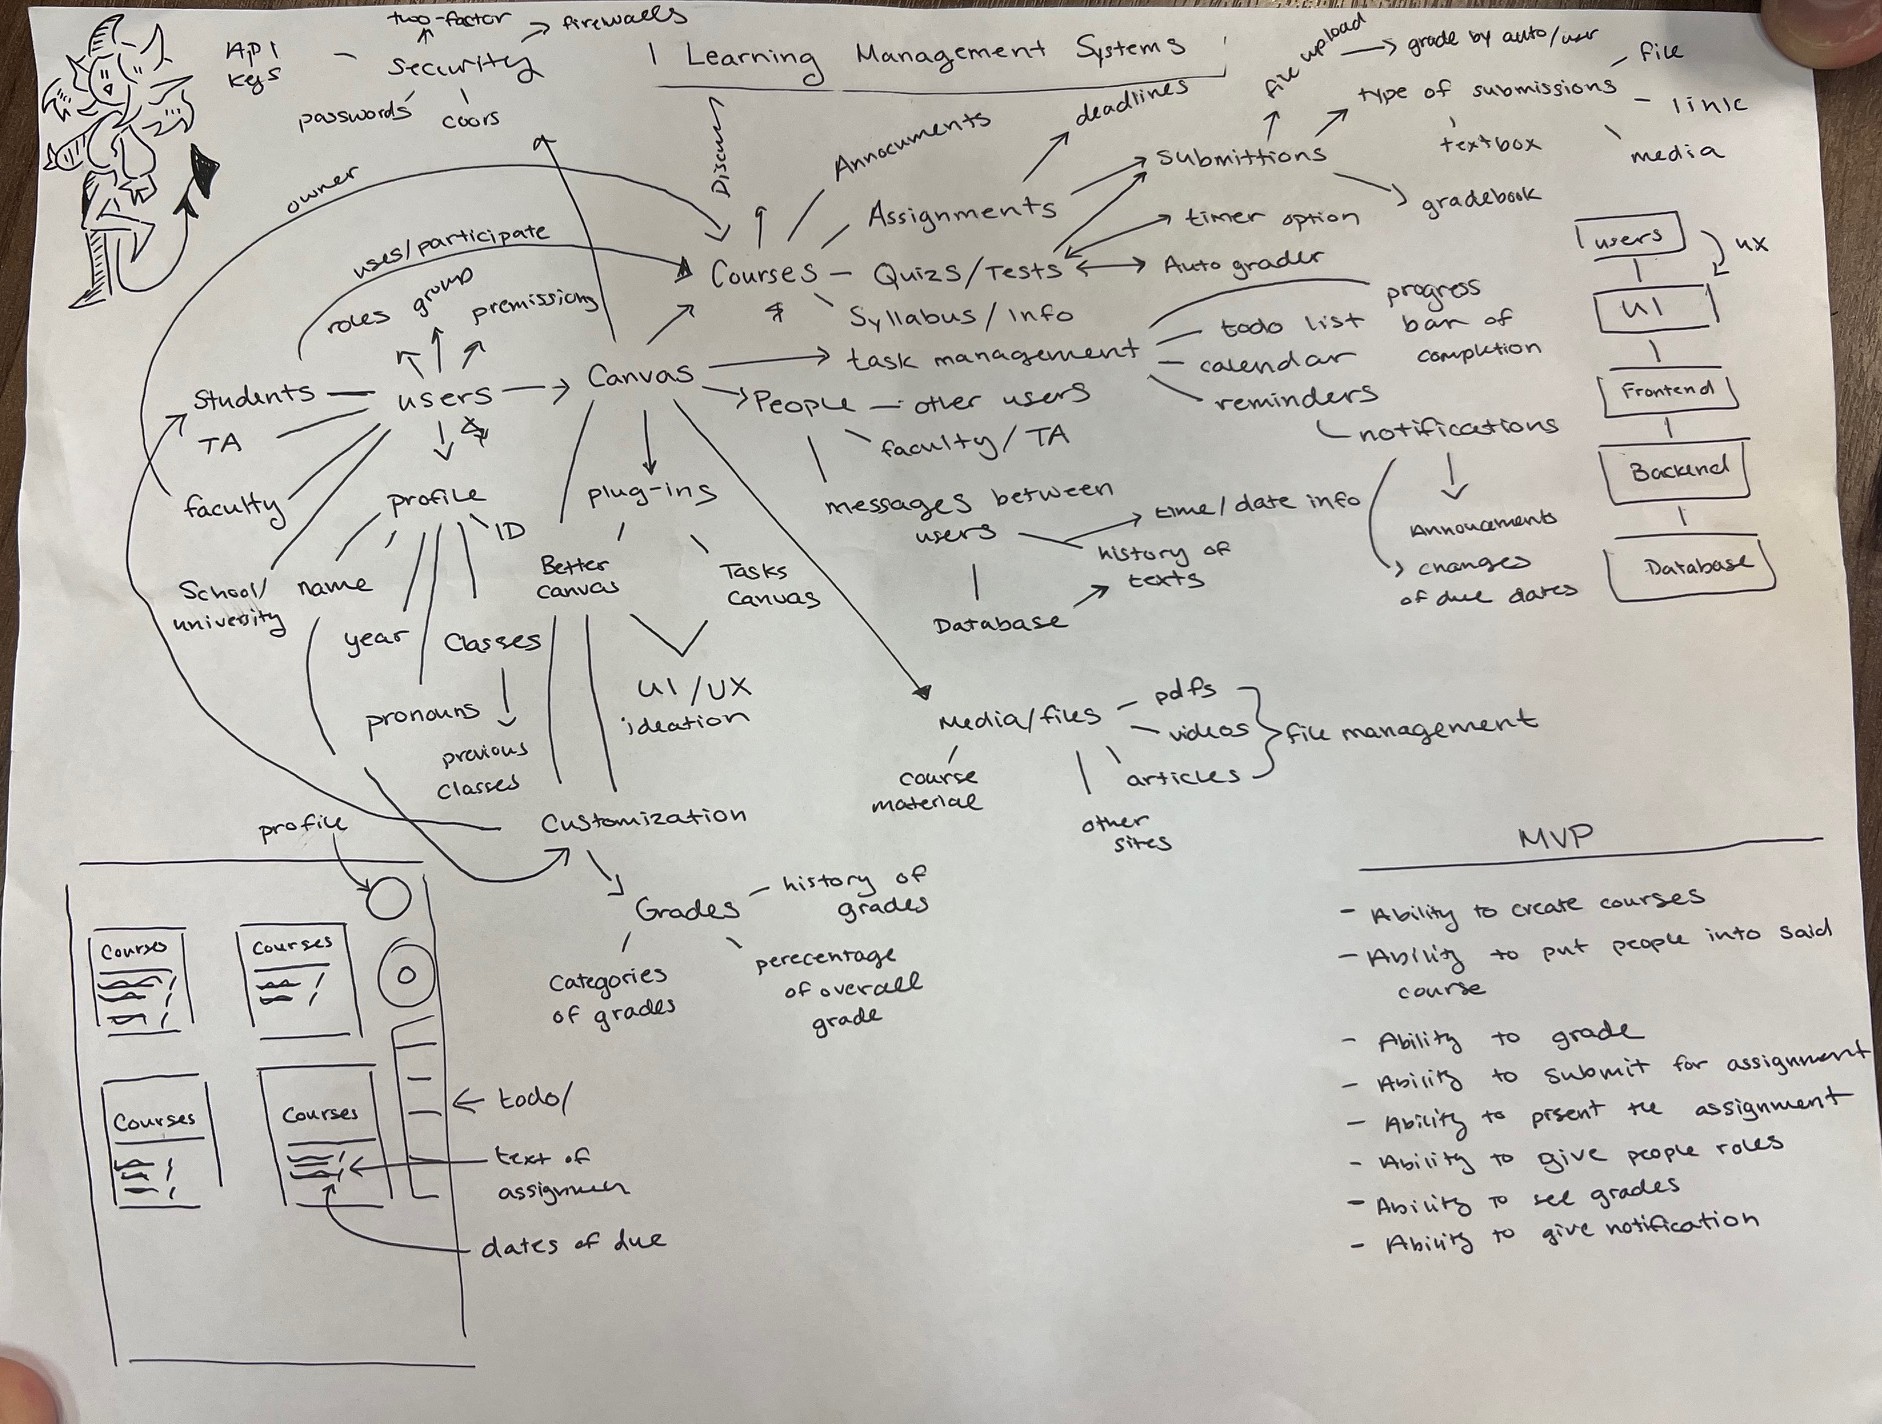 two-factor
firewalls
API
keys
security
passwords
coors
Learning Management Systems
file upload
grade by auto/user
file
type of submissions
link
textbox
media
deadlines
Annocuments
Discuss
submittions
gradebook
owner
Assignments
timer option
uses/participate
Courses
Quizs/Tests
Auto grader
users
ux
UI
Frontend
Backend
Database
roles
group
premissions
Syllabus/info
progress
bar of
completion
todo list
task management
calendar
reminders
notifications
Students
users
Canvas
People
other users
TA
faculty/TA
faculty
profile
plug-ins
messages between
users
time/date info
history of
texts
Annoucements
changes
of due dates
ID
School/
university
name
Better
canvas
Tasks
Canvas
Database
year
Classes
pronouns
previous
classes
UI/UX
ideation
Media/files
pdfs
videos
articles
file management
course
material
other
sites
profile
Customization
Grades
history of
grades
categories
of grades
perecentage
of overall
grade
Courses
Courses
Courses
Courses
todo/
text of
assignmen
dates of due
MVP
- Ability to create courses
- Ability to put people into said
course
- Ability to grade
- Ability to submit for assignment
- Ability to prsent the assignment
- Ability to give people roles
- Ability to see grades
- Ability to give notification